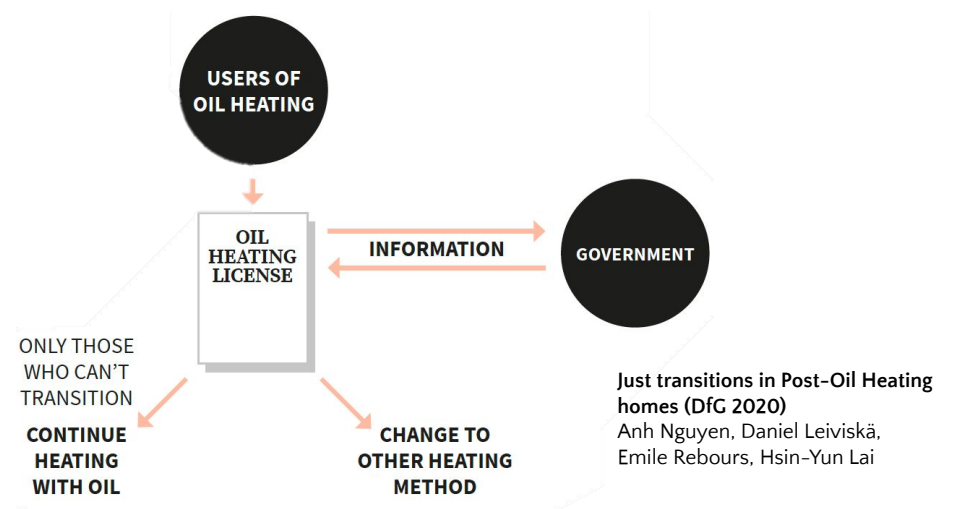 USERS OF
OIL HEATING
OIL
HEATING
LICENSE
INFORMATION
GOVERNMENT
ONLY THOSE
WHO CAN'T
TRANSITION
CONTINUE
HEATING
WITH OIL
CHANGE TO
OTHER HEATING
METHOD
Just transitions in Post-Oil Heating
homes (DfG 2020)
Anh Nguyen, Daniel Leiviskä,
Emile Rebours, Hsin-Yun Lai